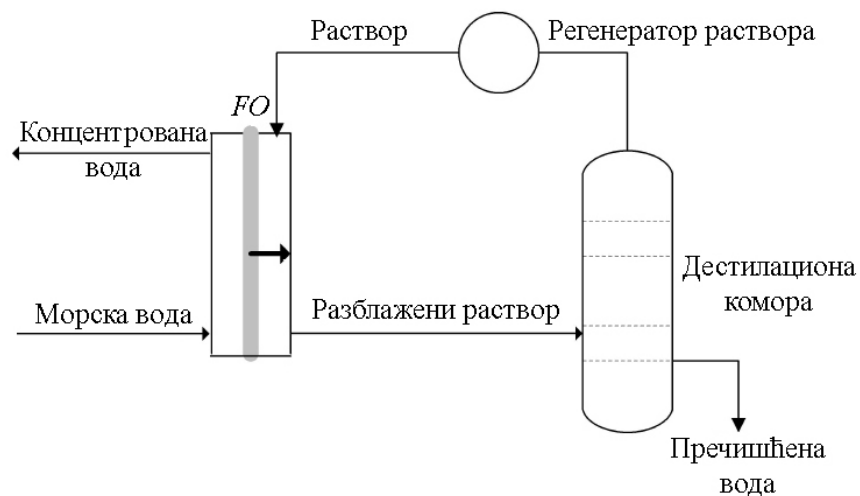 Раствор
Регенератор раствора
FO
Концентрована
вода
Морска вода
Разблажени раствор
Дестилациона
комора
Пречишћена
вода